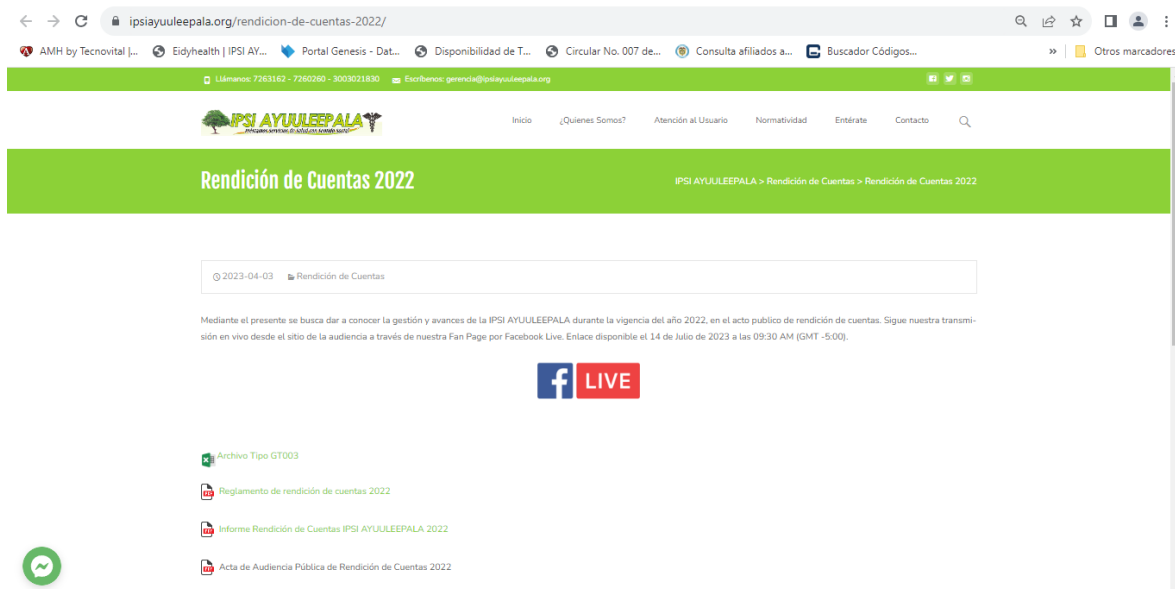 ipsiayuuleepala.org/rendicion-de-cuentas-2022/
AMH by Tecnovital |... Eidyhealth | IPSI AY... Portal Genesis - Dat... Disponibilidad de T... Circular No. 007 de... Consulta afiliados a... Buscador Códigos... » Otros marcadores
Llámanos: 7263162 - 7260260 - 3003021830 Escríbenos: gerencia@ipsiayuuleepala.org
IPSI AYUULEEPALA
Inicio ¿Quienes Somos? Atención al Usuario Normatividad Entérate Contacto
Rendición de Cuentas 2022
IPSI AYUULEEPALA > Rendición de Cuentas > Rendición de Cuentas 2022
2023-04-03 Rendición de Cuentas
Mediante el presente se busca dar a conocer la gestión y avances de la IPSI AYUULEEPALA durante la vigencia del año 2022, en el acto publico de rendición de cuentas. Sigue nuestra transmi-
sión en vivo desde el sitio de la audiencia a través de nuestra Fan Page por Facebook Live. Enlace disponible el 14 de Julio de 2023 a las 09:30 AM (GMT -5:00).
f LIVE
Archivo Tipo GT003
Reglamento de rendición de cuentas 2022
Informe Rendición de Cuentas IPSI AYUULEEPALA 2022
Acta de Audiencia Pública de Rendición de Cuentas 2022